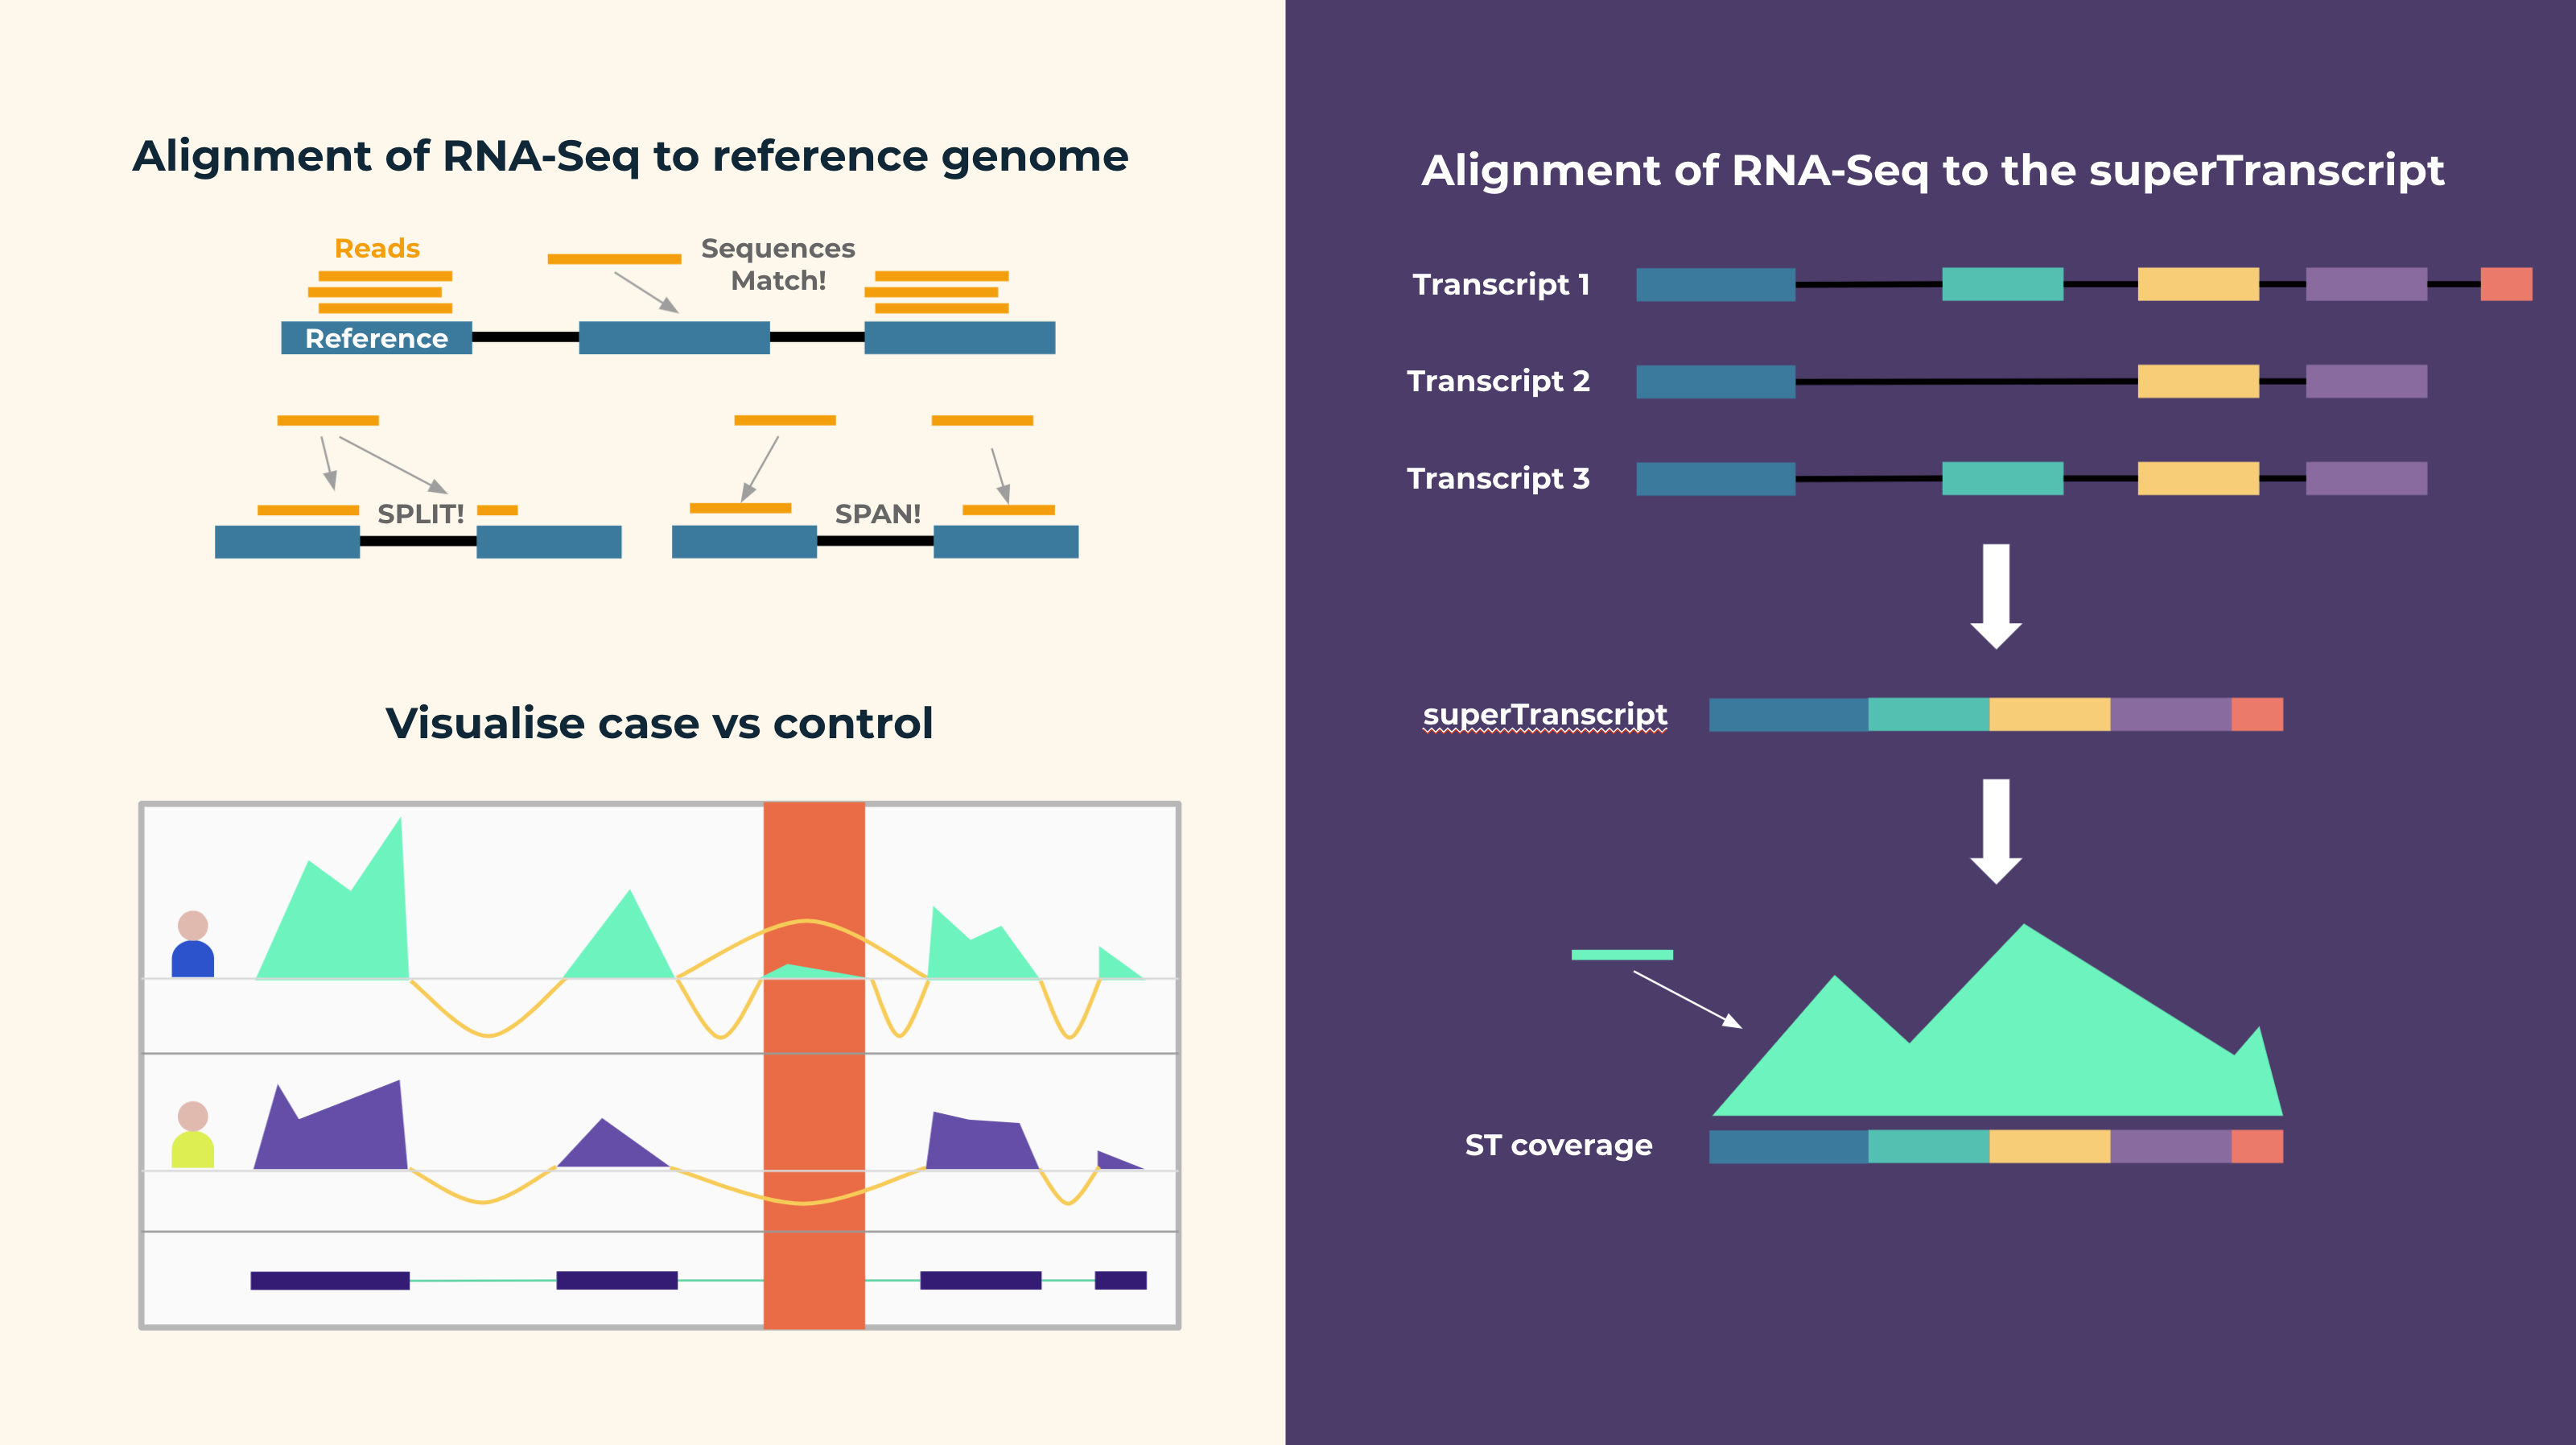 Alignment of RNA-Seq to reference genome
Reads
Sequences
Match!
Reference
SPLIT!
SPAN!
Visualise case vs control
Alignment of RNA-Seq to the superTranscript
Transcript 1
Transcript 2
Transcript 3
superTranscript
ST coverage